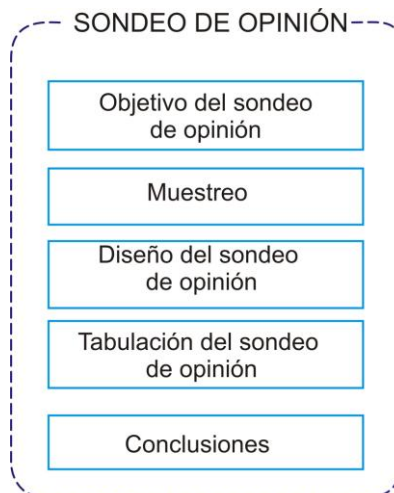 SONDEO DE OPINIÓN
Objetivo del sondeo
de opinión
Muestreo
Diseño del sondeo
de opinión
Tabulación del sondeo
de opinión
Conclusiones